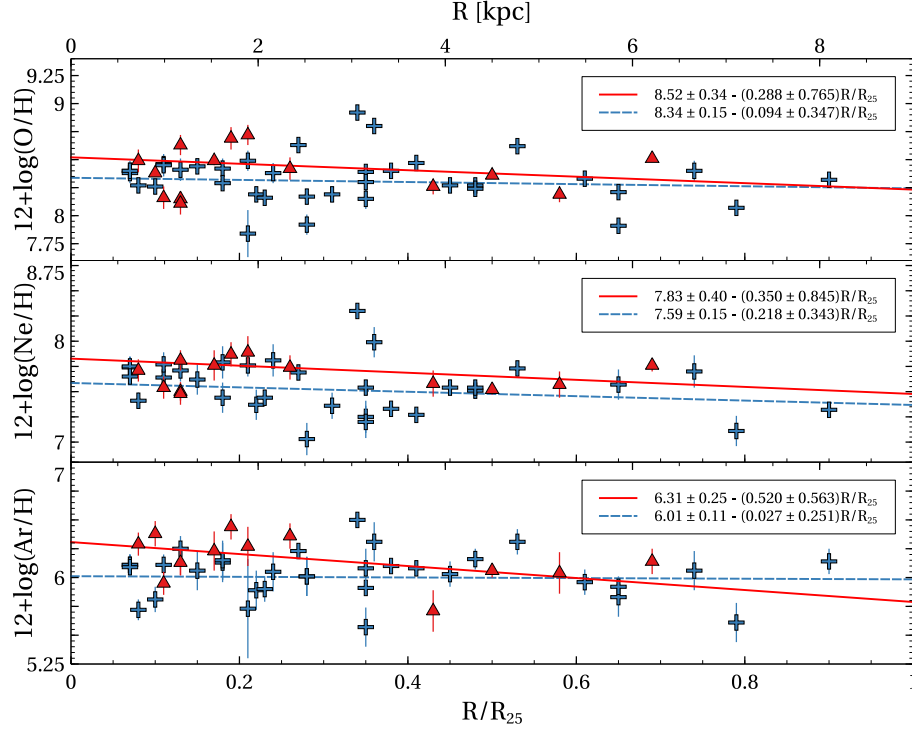 R [kpc]
0 2 4 6 8
12+log(O/H)
9.25
9
8
7.75
8.52 ± 0.34 - (0.288 ± 0.765)R/R25
8.34 ± 0.15 - (0.094 ± 0.347)R/R25
12+log(Ne/H)
8.75
8
7
7.83 ± 0.40 - (0.350 ± 0.845)R/R25
7.59 ± 0.15 - (0.218 ± 0.343)R/R25
12+log(Ar/H)
7
6
5.25
6.31 ± 0.25 - (0.520 ± 0.563)R/R25
6.01 ± 0.11 - (0.027 ± 0.251)R/R25
0 0.2 0.4 0.6 0.8 1
R/R25